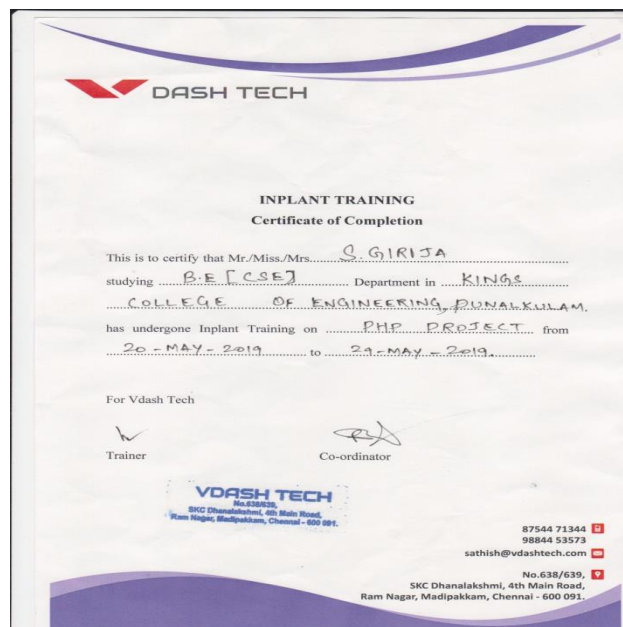 DASH TECH
INPLANT TRAINING
Certificate of Completion
This is to certify that Mr./Miss./Mrs. S. GIRIJA
studying B.E [CSE] Department in KINGS
COLLEGE OF ENGINEERING, PUNALKULAM.
has undergone Inplant Training on PHP PROJECT from
20-MAY-2019 to 29-MAY-2019.
For Vdash Tech
Trainer Co-ordinator
VDASH TECH
No.638/639,
SKC Dhanalakshmi, 4th Main Road,
Ram Nagar, Madipakkam, Chennai - 600 091.
87544 71344
98844 53573
sathish@vdashtech.com
No.638/639,
SKC Dhanalakshmi, 4th Main Road,
Ram Nagar, Madipakkam, Chennai - 600 091.